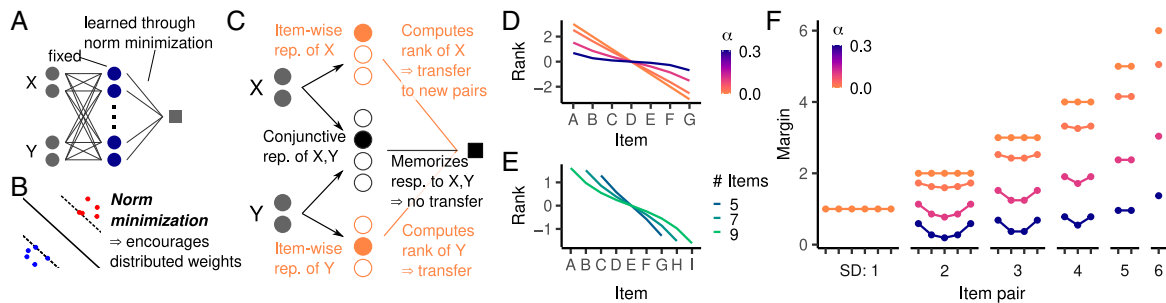 A
learned through
norm minimization
fixed
X
Y
B
Norm
minimization
⇒ encourages
distributed weights
C
Item-wise
rep. of X
Computes
rank of X
⇒ transfer
to new pairs
X
Conjunctive
rep. of X,Y
Memorizes
resp. to X,Y
⇒ no transfer
Y
Item-wise
rep. of Y
Computes
rank of Y
⇒ transfer
D
Rank
2
0
−2
A B C D E F G
Item
α
0.3
0.0
E
Rank
1
0
−1
A B C D E F G H I
Item
# Items
5
7
9
F
α
0.3
0.0
Margin
6
4
2
0
SD: 1 2 3 4 5 6
Item pair